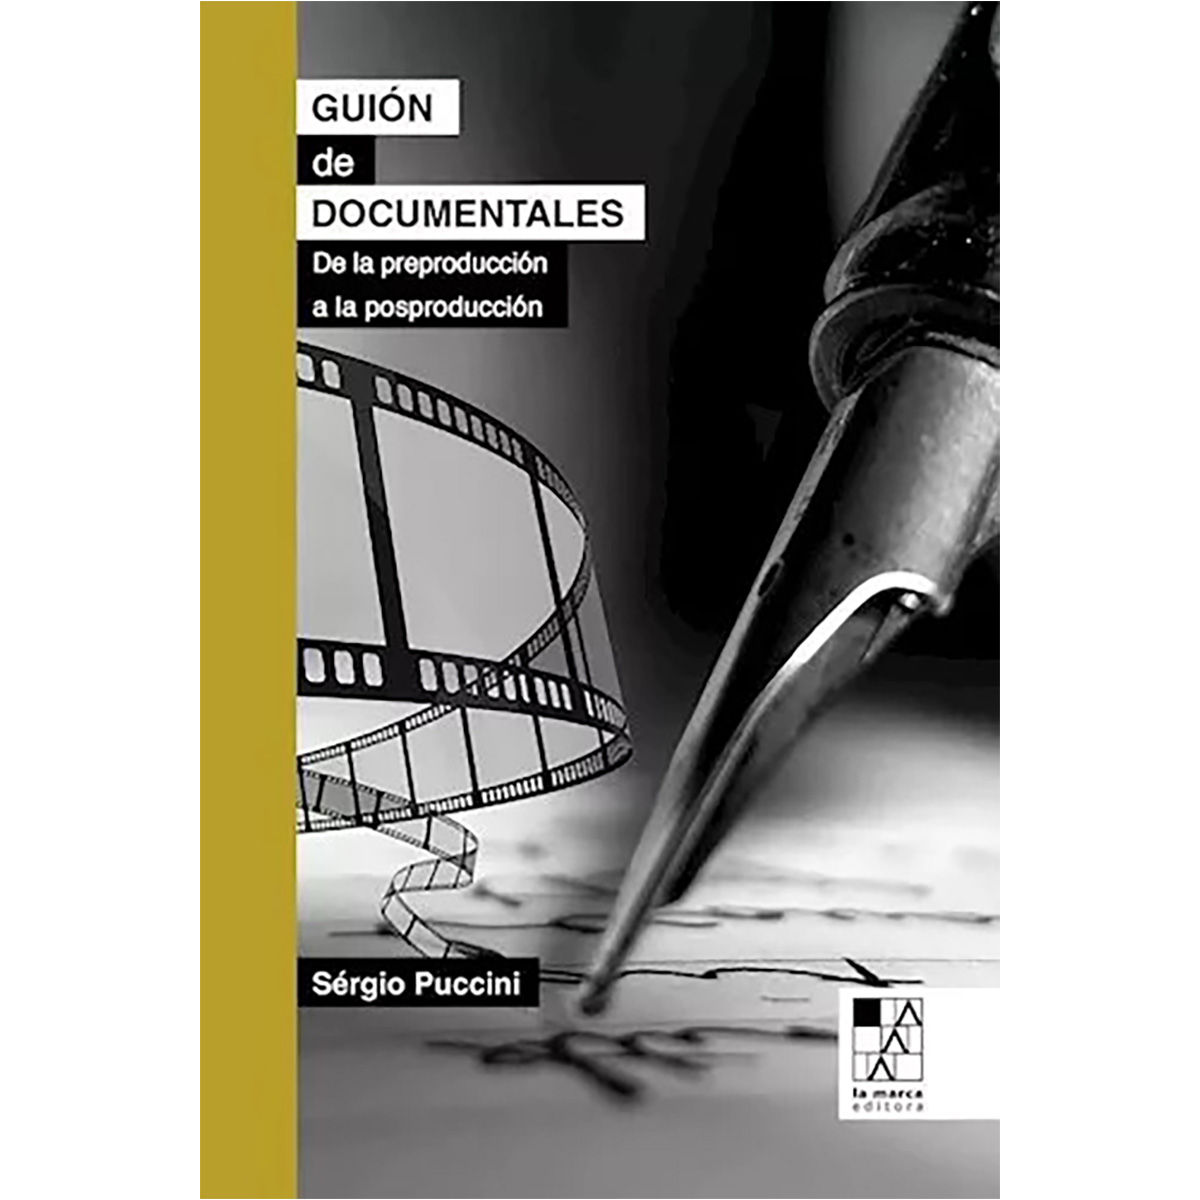 GUIÓN
de
DOCUMENTALES
De la preproducción
a la posproducción
Sérgio Puccini
la marca
editora